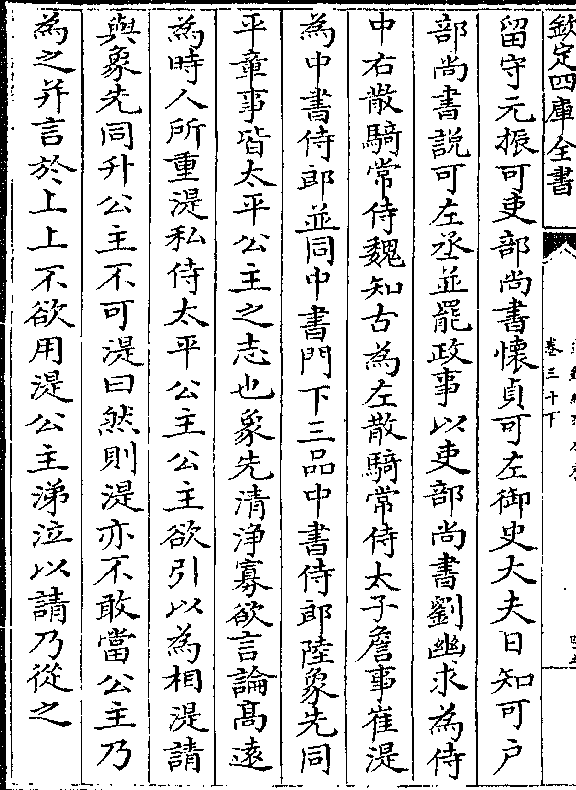 欽定四庫全書
卷三十下
留守元振可吏部尚書懷貞可左御史大夫日知可戶
部尚書說可左丞並罷政事以吏部尚書劉幽求為侍
中右散騎常侍魏知古為左散騎常侍太子詹事崔湜
為中書侍郎並同中書門下三品中書侍郎陸象先同
平章事皆太平公主之志也象先清浄寡欲言論髙遠
為時人所重湜私侍太平公主公主欲引以為相湜請
與象先同升公主不可湜曰然則湜亦不敢當公主乃
為之并言於上上不欲用湜公主涕泣以請乃從之